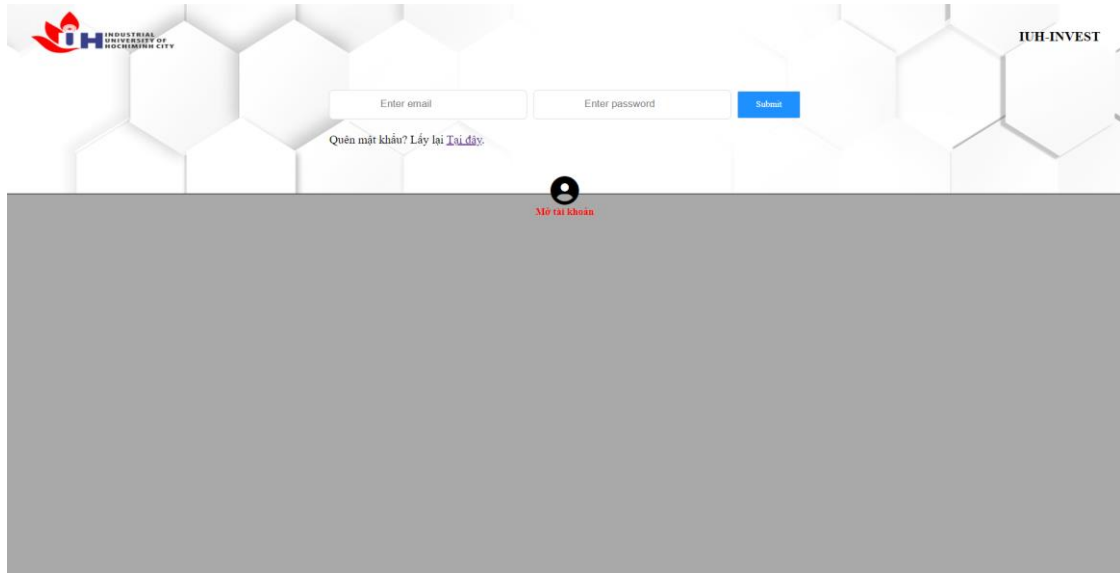 INDUSTRIAL
UNIVERSITY OF
HOCHIMINH CITY
IUH
IUH-INVEST
Enter email
Enter password
Submit
Quên mật khẩu? Lấy lại Tại đây.
Mở tài khoản